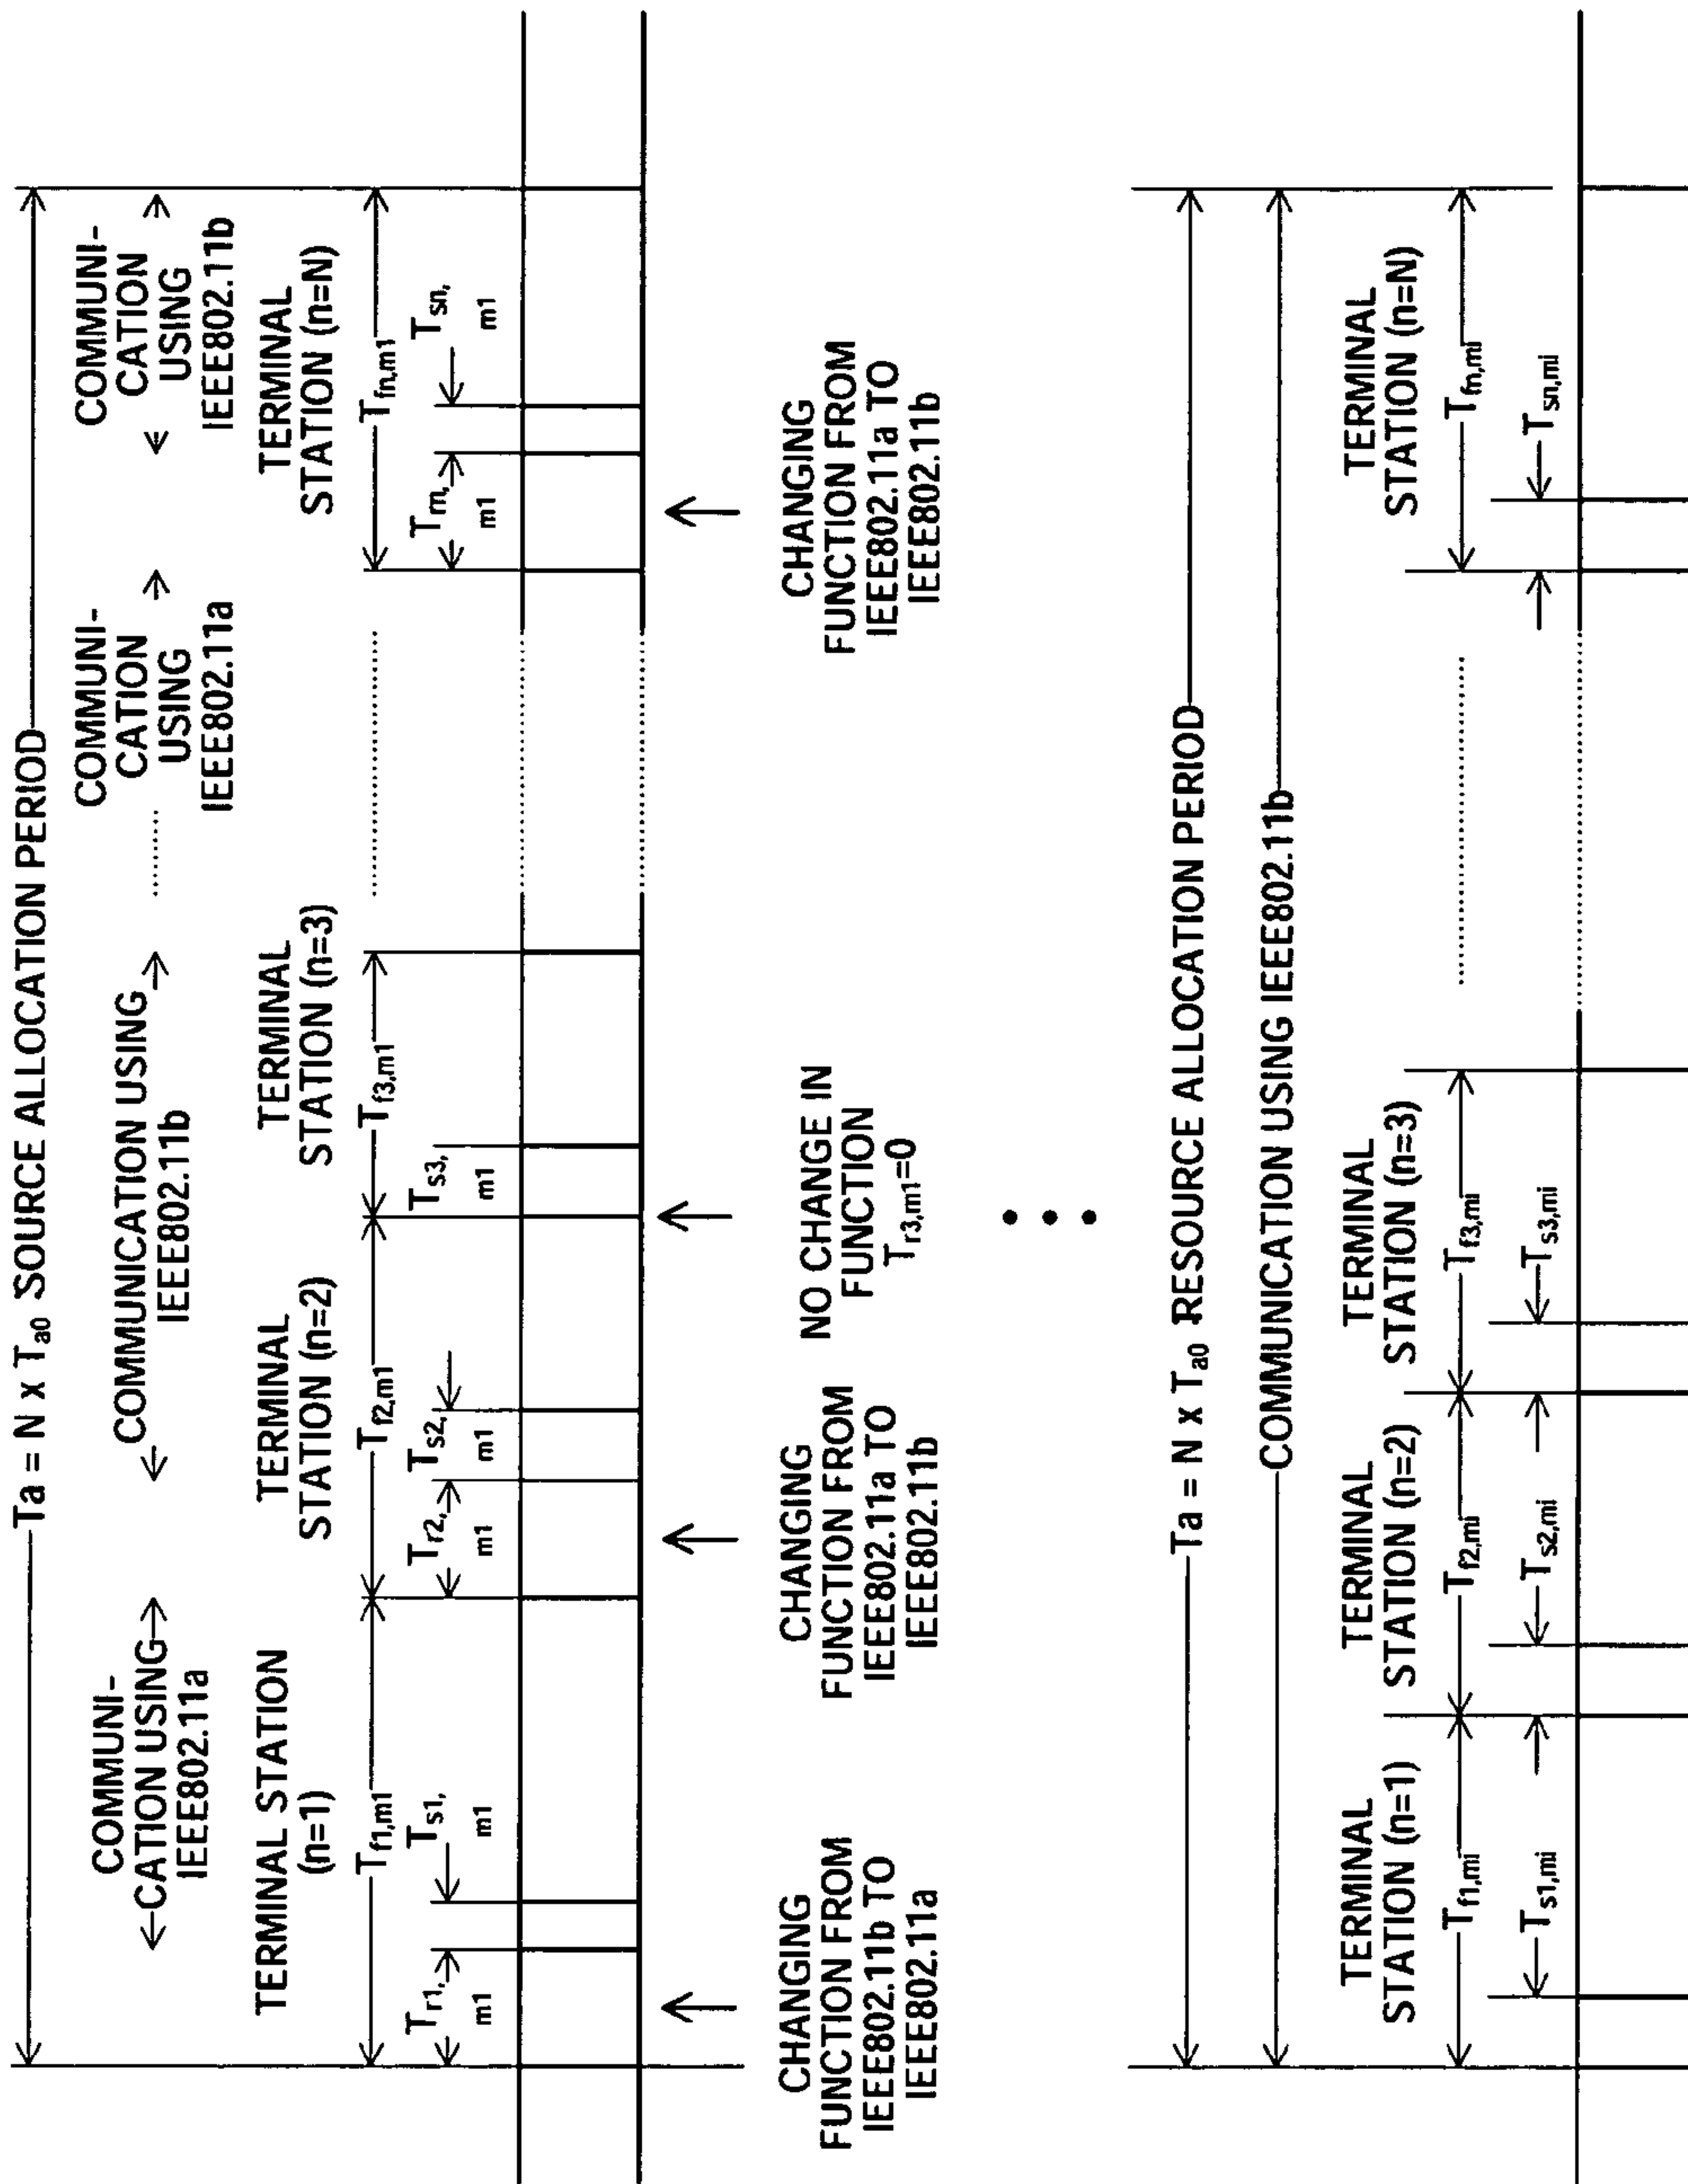 Ta = N x Ta0 SOURCE ALLOCATION PERIOD
COMMUNI-
CATION USING
IEEE802.11a
COMMUNICATION USING
IEEE802.11b
COMMUNI-
CATION
USING
IEEE802.11a
COMMUNI-
CATION
USING
IEEE802.11b
TERMINAL STATION
(n=1)
TERMINAL
STATION (n=2)
TERMINAL
STATION (n=3)
TERMINAL
STATION (n=N)
Tf1,m1
Tf2,m1
Tf3,m1
Tfn,m1
Tr1,
m1
Ts1,
m1
Tr2,
m1
Ts2,
m1
Ts3,
m1
Trn,
m1
Tsn,
m1
CHANGING
FUNCTION FROM
IEEE802.11b TO
IEEE802.11a
CHANGING
FUNCTION FROM
IEEE802.11a TO
IEEE802.11b
NO CHANGE IN
FUNCTION
Tr3,m1=0
CHANGING
FUNCTION FROM
IEEE802.11a TO
IEEE802.11b
Ta = N x Ta0 RESOURCE ALLOCATION PERIOD
COMMUNICATION USING IEEE802.11b
TERMINAL
STATION (n=1)
TERMINAL
STATION (n=2)
TERMINAL
STATION (n=3)
TERMINAL
STATION (n=N)
Tf1,mi
Tf2,mi
Tf3,mi
Tfn,mi
Ts1,mi
Ts2,mi
Ts3,mi
Tsn,mi